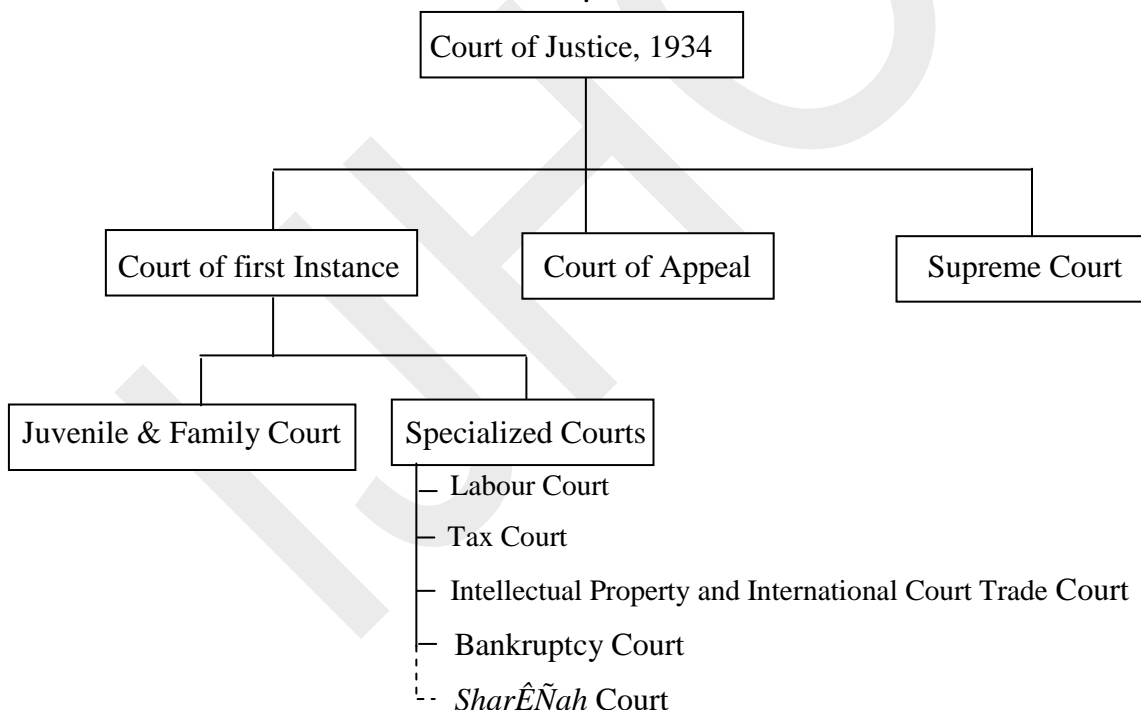 Court of Justice, 1934
Court of first Instance
Court of Appeal
Supreme Court
Juvenile & Family Court
Specialized Courts
Labour Court
Tax Court
Intellectual Property and International Court Trade Court
Bankruptcy Court
SharÊÑah Court